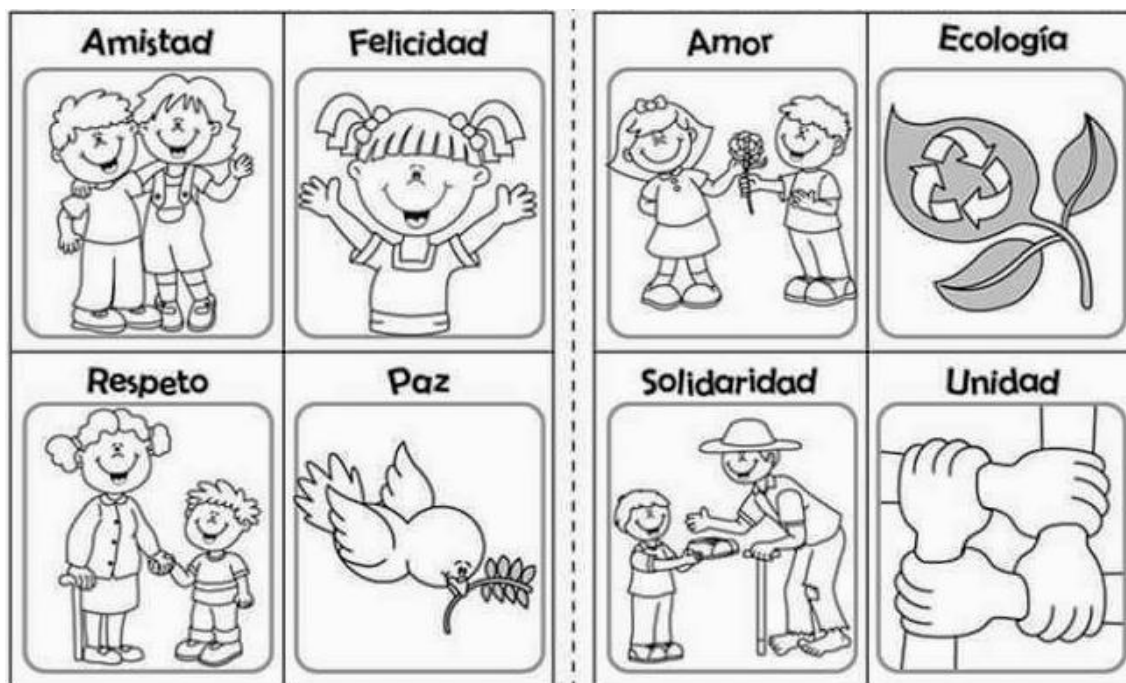 Amistad
Felicidad
Amor
Ecología
Respeto
Paz
Solidaridad
Unidad